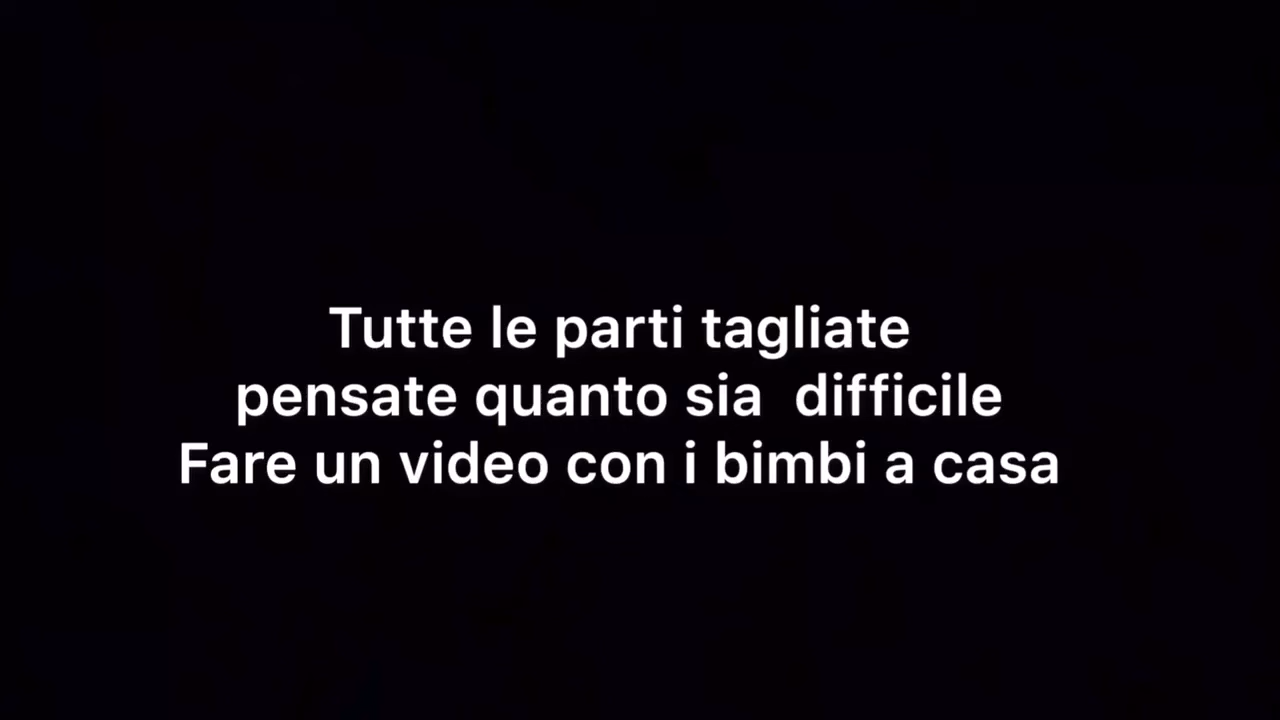 Tutte le parti tagliate
pensate quanto sia  difficile
Fare un video con i bimbi a casa